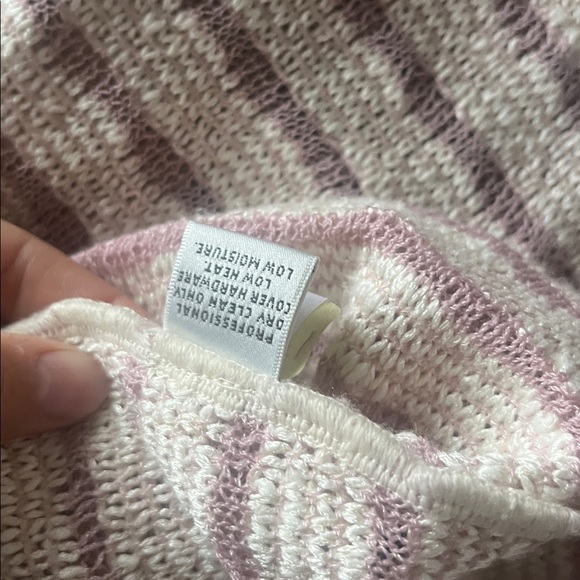 PROFESSIONAL
DRY CLEAN ONLY
COVER HARDWARE
LOW HEAT.
LOW MOISTURE.